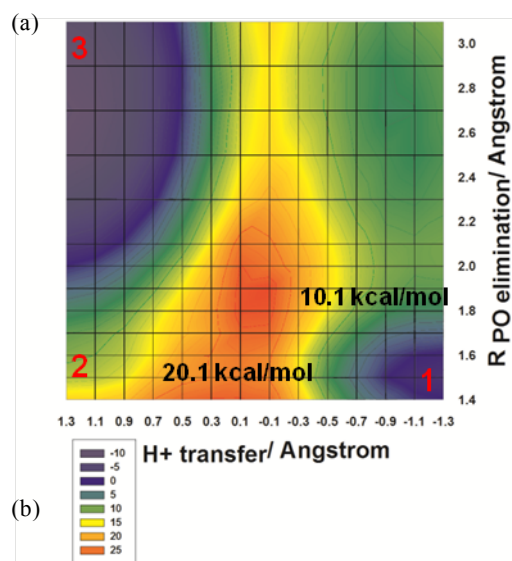 (a)
3
3.0
2.8
2.6
2.4
2.2
2.0
10.1 kcal/mol
1.8
2
20.1 kcal/mol
1
1.6
1.4
R PO elimination/ Angstrom
1.3 1.1 0.9 0.7 0.5 0.3 0.1 -0.1 -0.3 -0.5 -0.7 -0.9 -1.1 -1.3
H+ transfer/ Angstrom
-10
-5
0
5
10
15
20
25
(b)